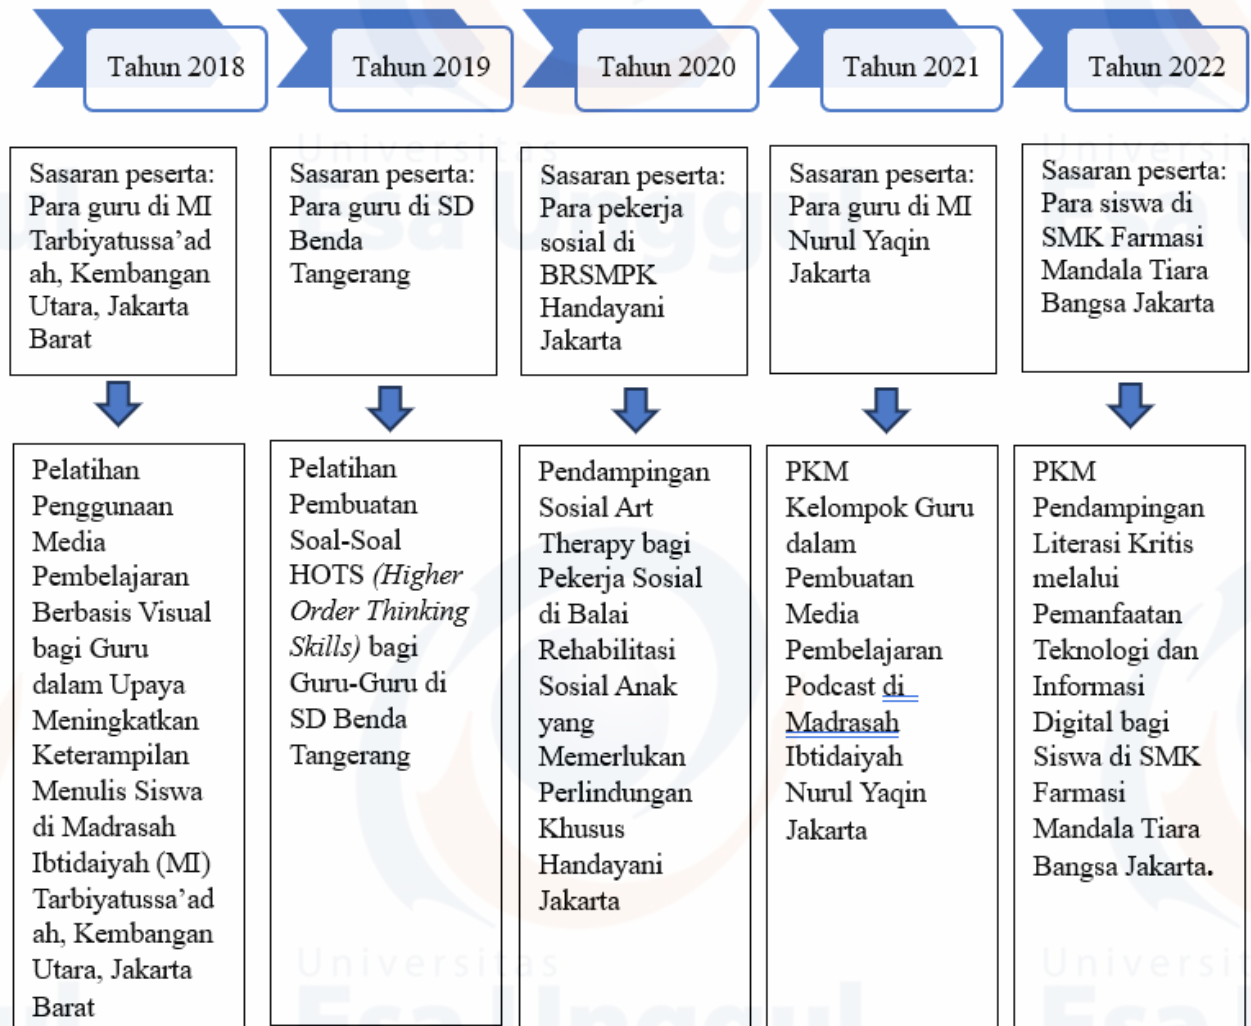 Tahun 2018
Tahun 2019
Tahun 2020
Tahun 2021
Tahun 2022
Sasaran peserta:
Para guru di MI
Tarbiyatussa’ad
ah, Kembangan
Utara, Jakarta
Barat
Sasaran peserta:
Para guru di SD
Benda
Tangerang
Sasaran peserta:
Para pekerja
sosial di
BRSMPK
Handayani
Jakarta
Sasaran peserta:
Para guru di MI
Nurul Yaqin
Jakarta
Sasaran peserta:
Para siswa di
SMK Farmasi
Mandala Tiara
Bangsa Jakarta
Pelatihan
Penggunaan
Media
Pembelajaran
Berbasis Visual
bagi Guru
dalam Upaya
Meningkatkan
Keterampilan
Menulis Siswa
di Madrasah
Ibtidaiyah (MI)
Tarbiyatussa’ad
ah, Kembangan
Utara, Jakarta
Barat
Pelatihan
Pembuatan
Soal-Soal
HOTS (Higher
Order Thinking
Skills) bagi
Guru-Guru di
SD Benda
Tangerang
Pendampingan
Sosial Art
Therapy bagi
Pekerja Sosial
di Balai
Rehabilitasi
Sosial Anak
yang
Memerlukan
Perlindungan
Khusus
Handayani
Jakarta
PKM
Kelompok Guru
dalam
Pembuatan
Media
Pembelajaran
Podcast di
Madrasah
Ibtidaiyah
Nurul Yaqin
Jakarta
PKM
Pendampingan
Literasi Kritis
melalui
Pemanfaatan
Teknologi dan
Informasi
Digital bagi
Siswa di SMK
Farmasi
Mandala Tiara
Bangsa Jakarta.
Universitas
Esa Unggul
Universitas
Esa Unggul